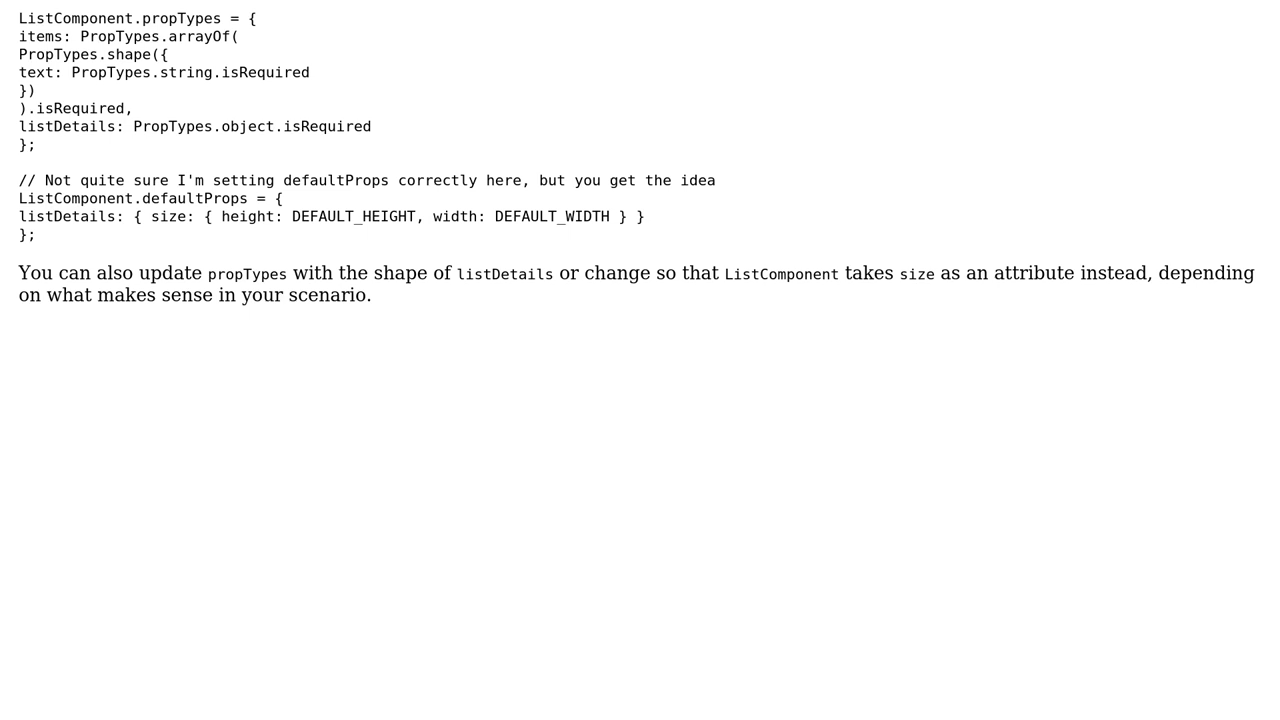 ListComponent.propTypes = {
items: PropTypes.arrayOf(
PropTypes.shape({
text: PropTypes.string.isRequired
})
).isRequired,
listDetails: PropTypes.object.isRequired
};

// Not quite sure I'm setting defaultProps correctly here, but you get the idea
ListComponent.defaultProps = {
listDetails: { size: { height: DEFAULT_HEIGHT, width: DEFAULT_WIDTH } }
};

You can also update propTypes with the shape of listDetails or change so that ListComponent takes size as an attribute instead, depending
on what makes sense in your scenario.